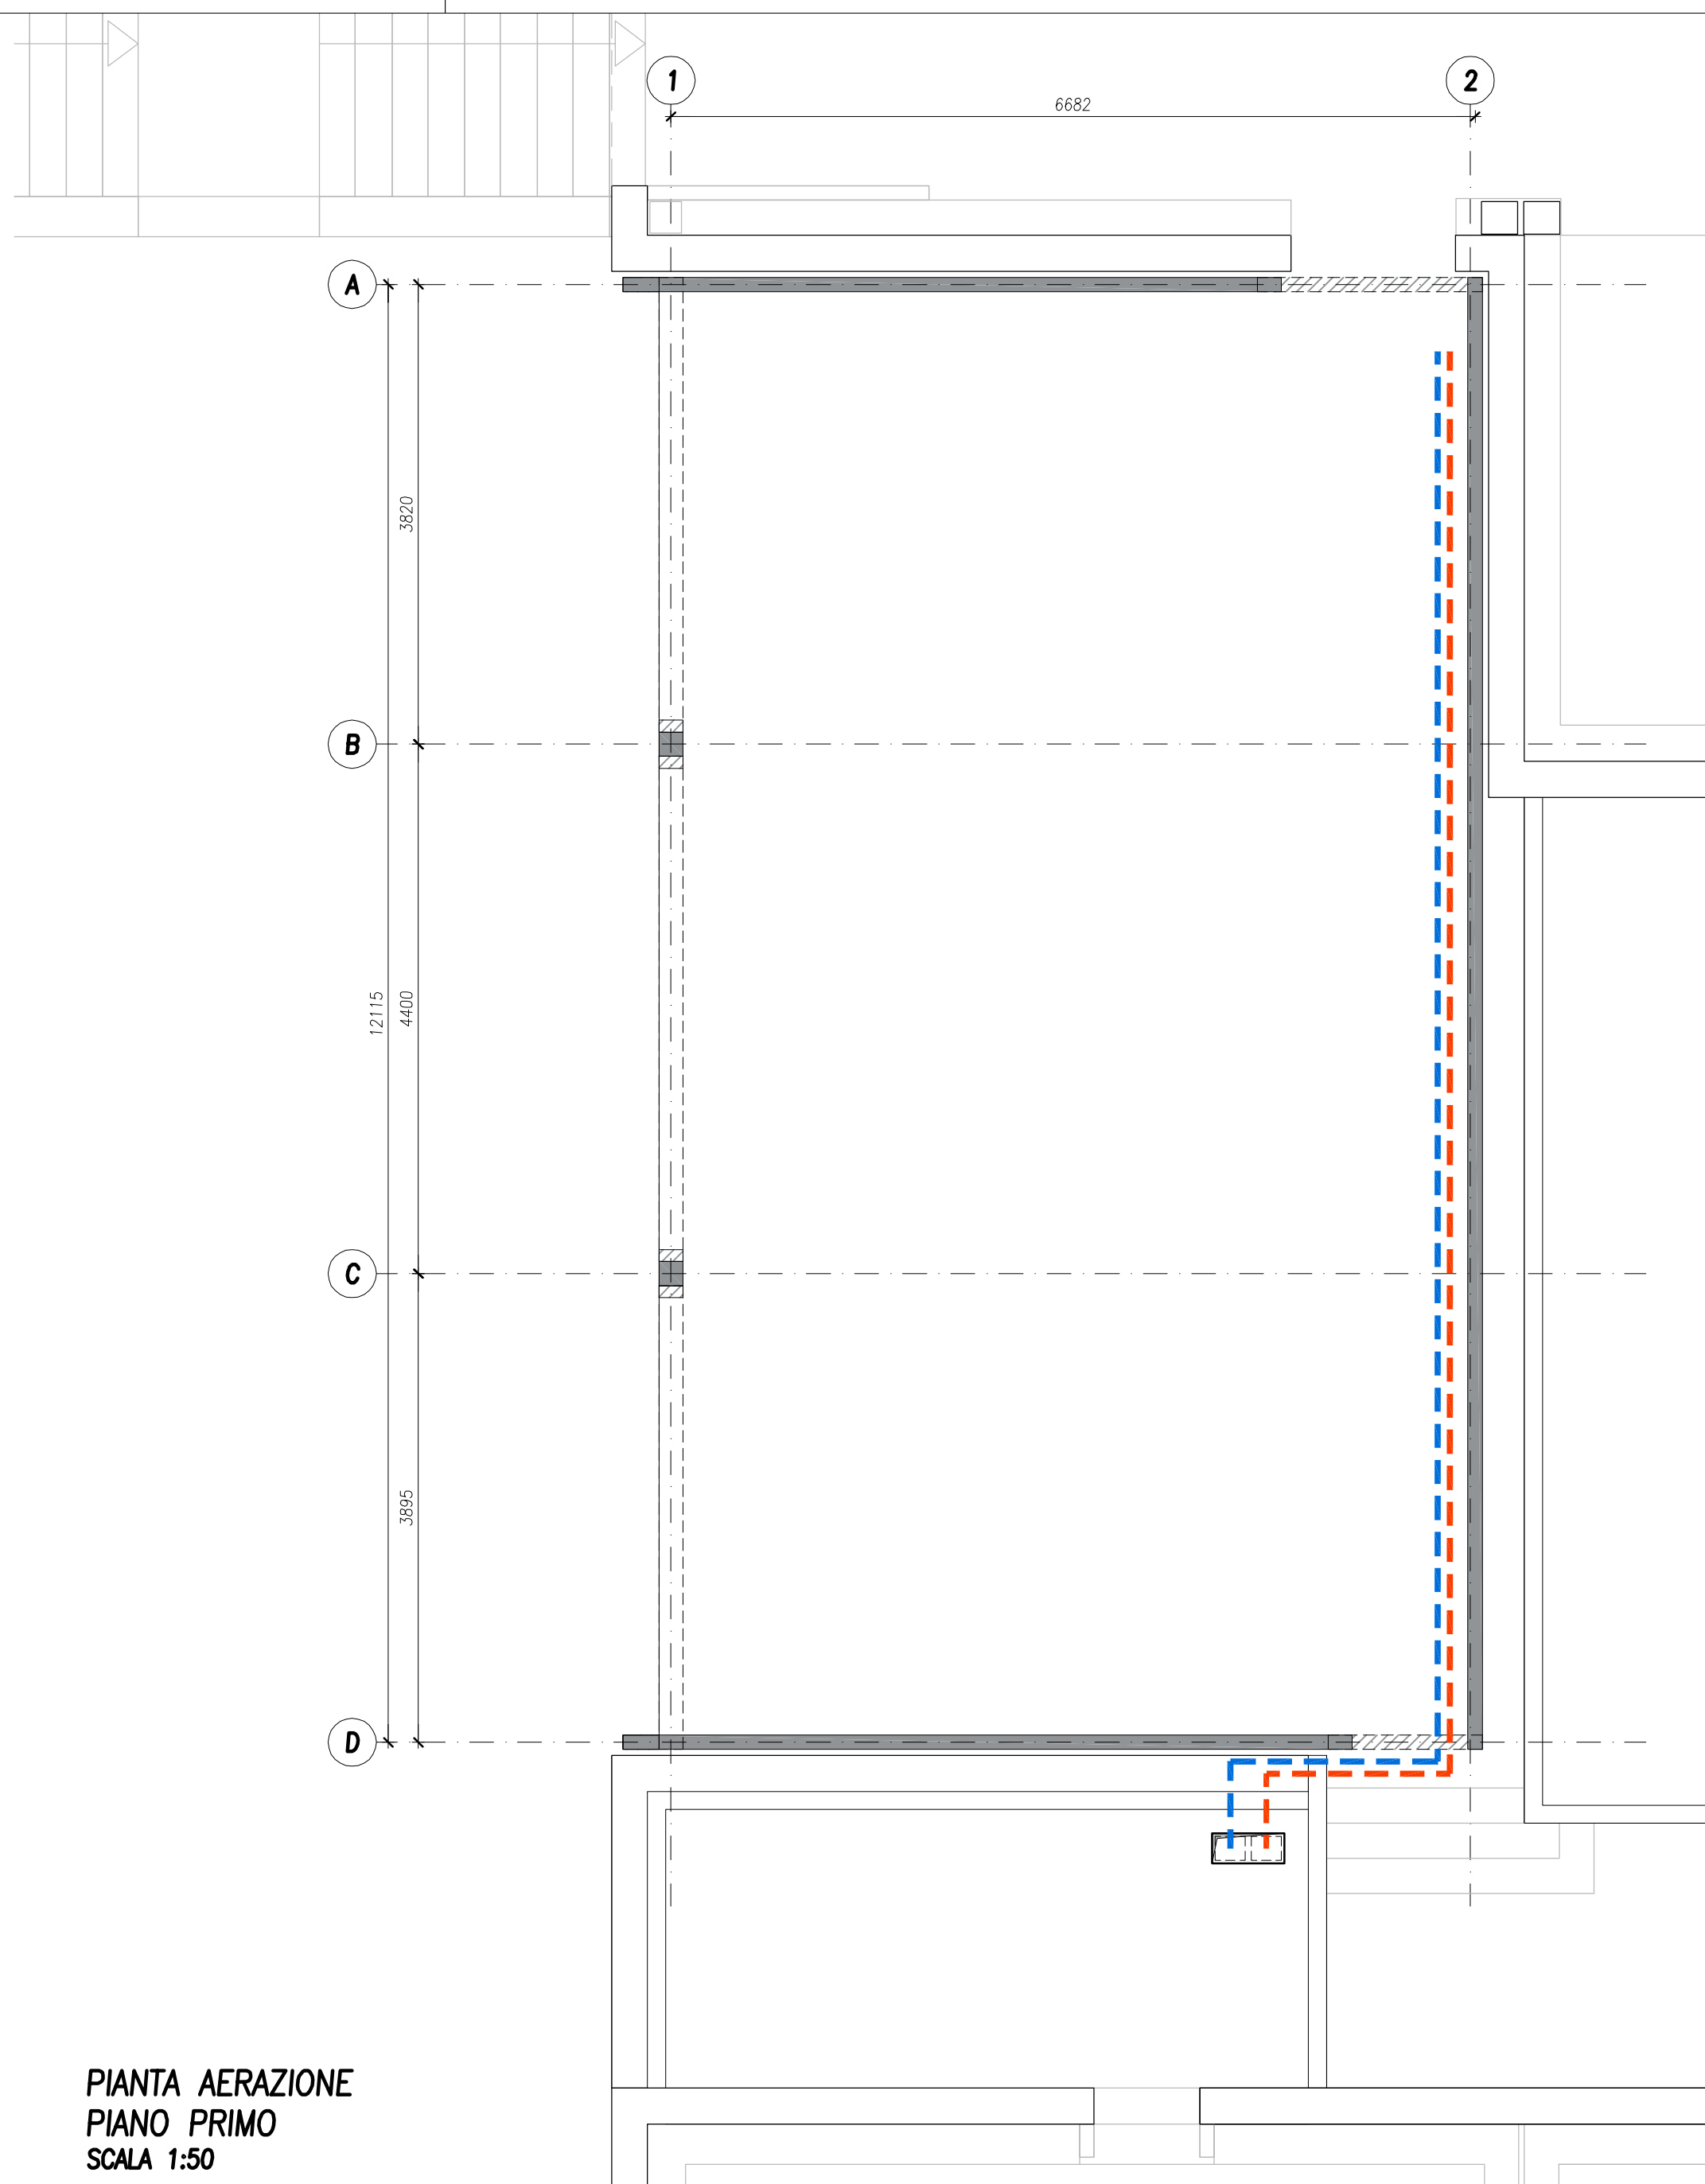 1
2
6682
A
3820
B
12115
4400
C
3895
D
PIANTA AERAZIONE
PIANO PRIMO
SCALA 1:50